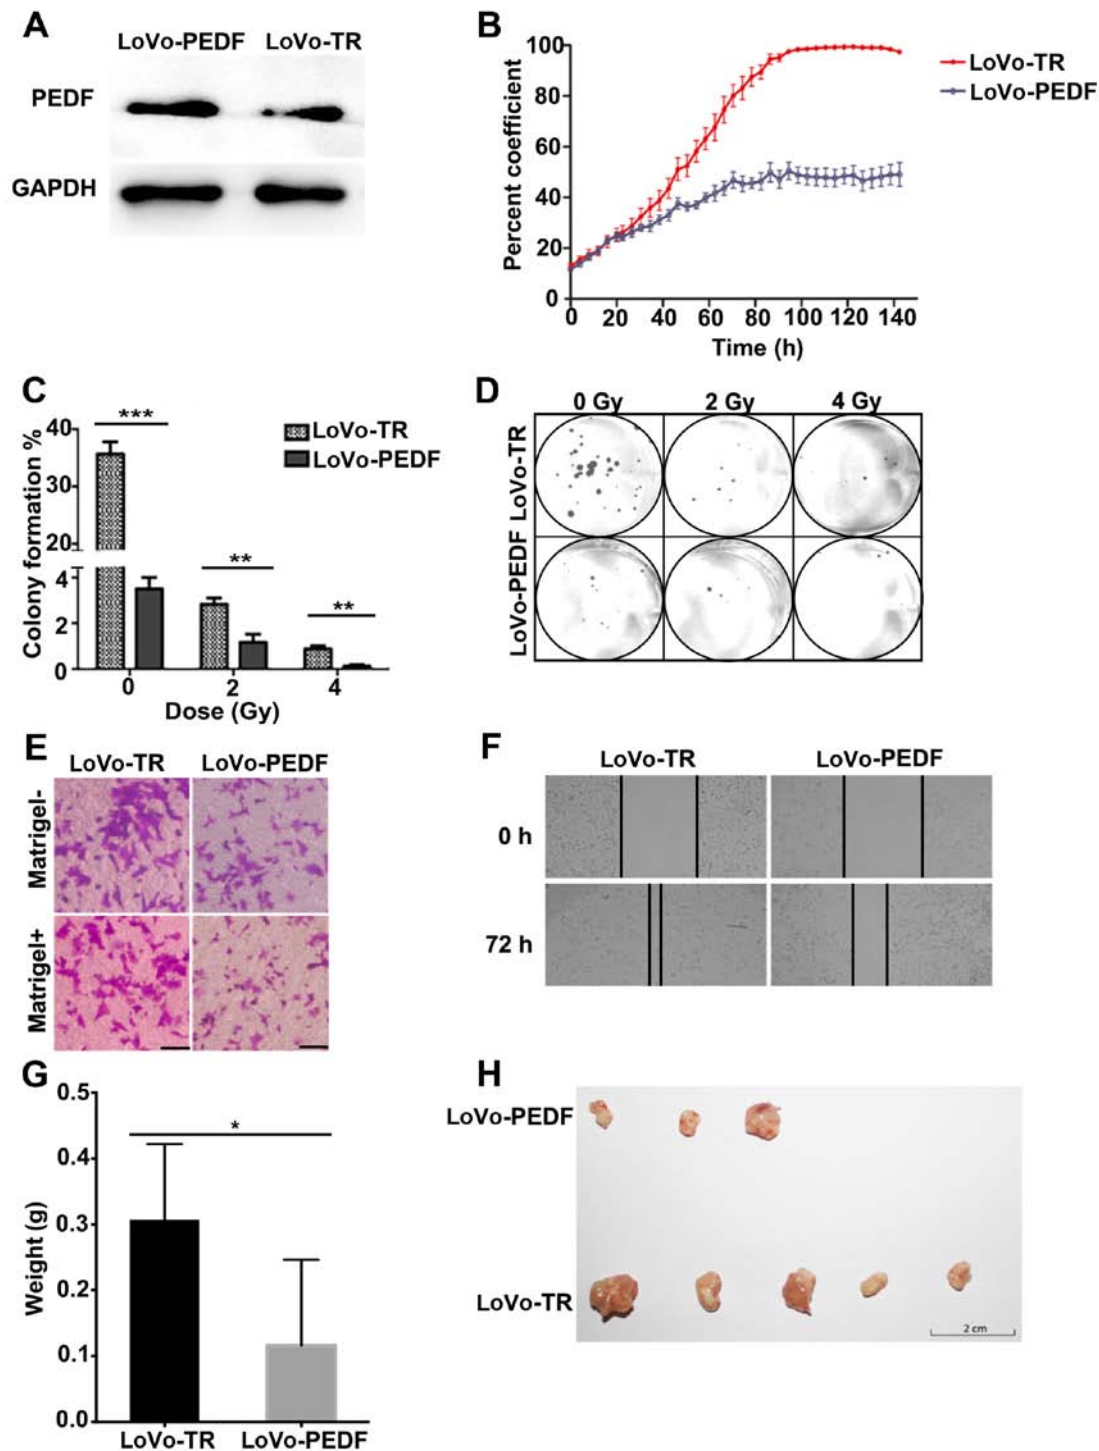 A
LoVo-PEDF LoVo-TR
PEDF
GAPDH
B
Percent coefficient
100
80
60
40
20
0
0 20 40 60 80 100 120 140
Time (h)
LoVo-TR
LoVo-PEDF
C
Colony formation %
40
30
20
4
2
0
***
**
**
LoVo-TR
LoVo-PEDF
0 2 4
Dose (Gy)
D
0 Gy 2 Gy 4 Gy
LoVo-TR
LoVo-PEDF
E
LoVo-TR LoVo-PEDF
Matrigel-
Matrigel+
F
LoVo-TR LoVo-PEDF
0 h
72 h
G
Weight (g)
0.5
0.4
0.3
0.2
0.1
0.0
*
LoVo-TR LoVo-PEDF
H
LoVo-PEDF
LoVo-TR
2 cm